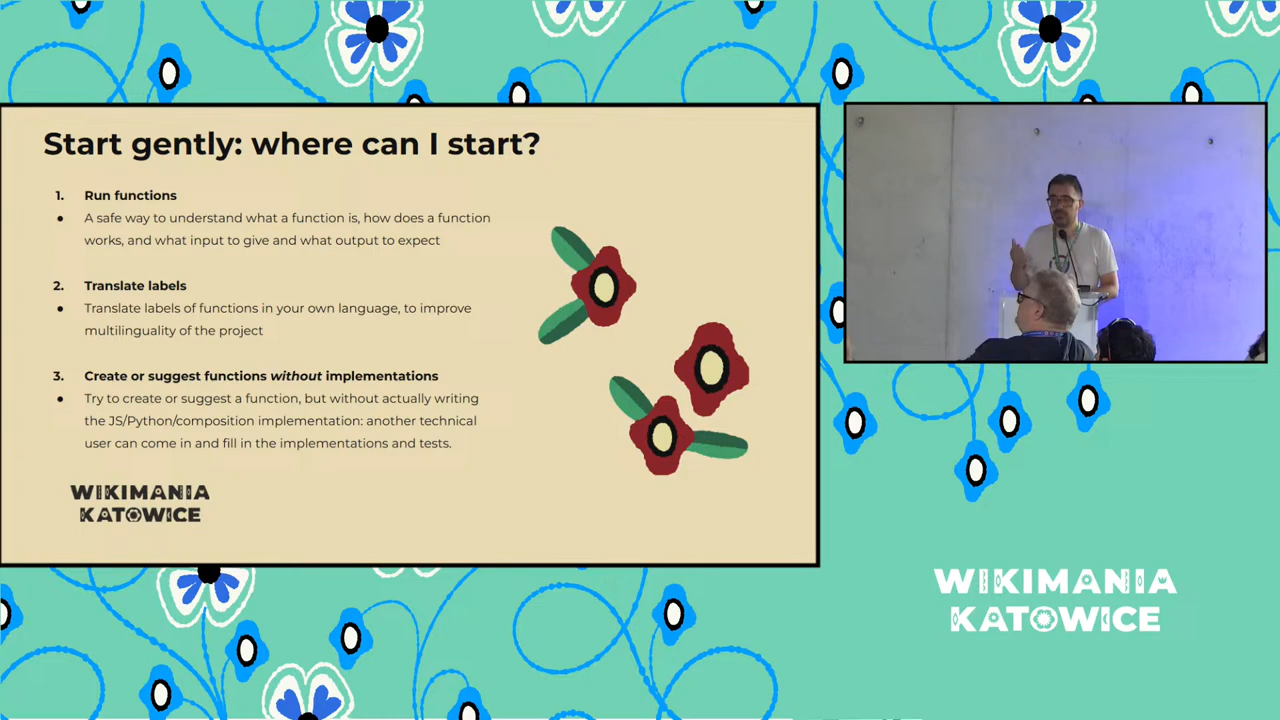 Start gently: where can I start?
1. Run functions
● A safe way to understand what a function is, how does a function
works, and what input to give and what output to expect
2. Translate labels
● Translate labels of functions in your own language, to improve
multilinguality of the project
3. Create or suggest functions without implementations
● Try to create or suggest a function, but without actually writing
the JS/Python/composition implementation: another technical
user can come in and fill in the implementations and tests.
WIKIMANIA
KATOWICE
WIKIMANIA
KATOWICE